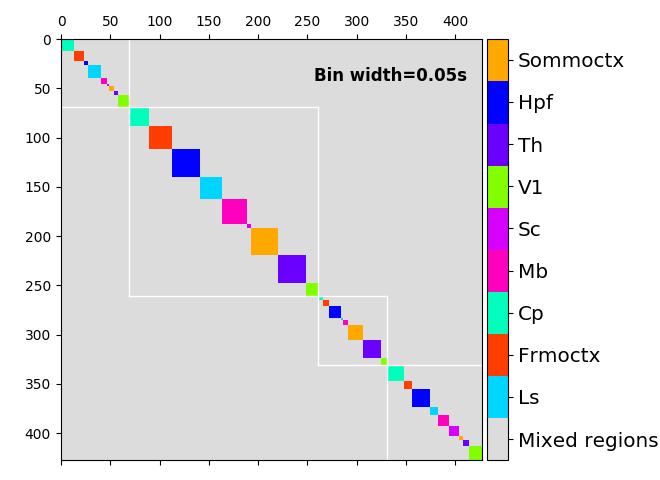 0 50 100 150 200 250 300 350 400
0
50
100
150
200
250
300
350
400
Bin width=0.05s
Sommoctx
Hpf
Th
V1
Sc
Mb
Cp
Frmoctx
Ls
Mixed regions